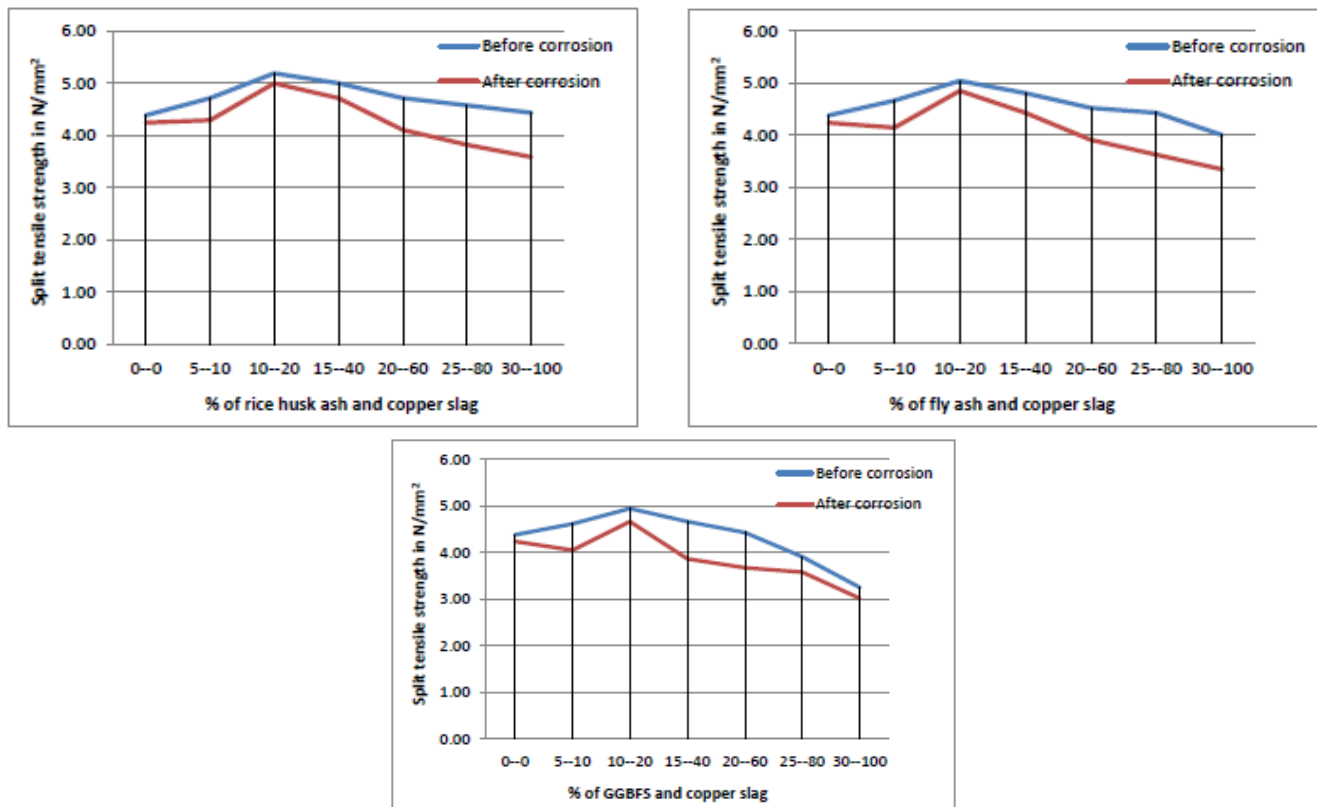 6.00
5.00
4.00
3.00
2.00
1.00
0.00
Split tensile strength in N/mm²
Before corrosion
After corrosion
0--0 5--10 10--20 15--40 20--60 25--80 30--100
% of rice husk ash and copper slag
6.00
5.00
4.00
3.00
2.00
1.00
0.00
Split tensile strength in N/mm²
Before corrosion
After corrosion
0--0 5--10 10--20 15--40 20--60 25--80 30--100
% of fly ash and copper slag
6.00
5.00
4.00
3.00
2.00
1.00
0.00
Split tensile strength in N/mm²
Before corrosion
After corrosion
0--0 5--10 10--20 15--40 20--60 25--80 30--100
% of GGBFS and copper slag